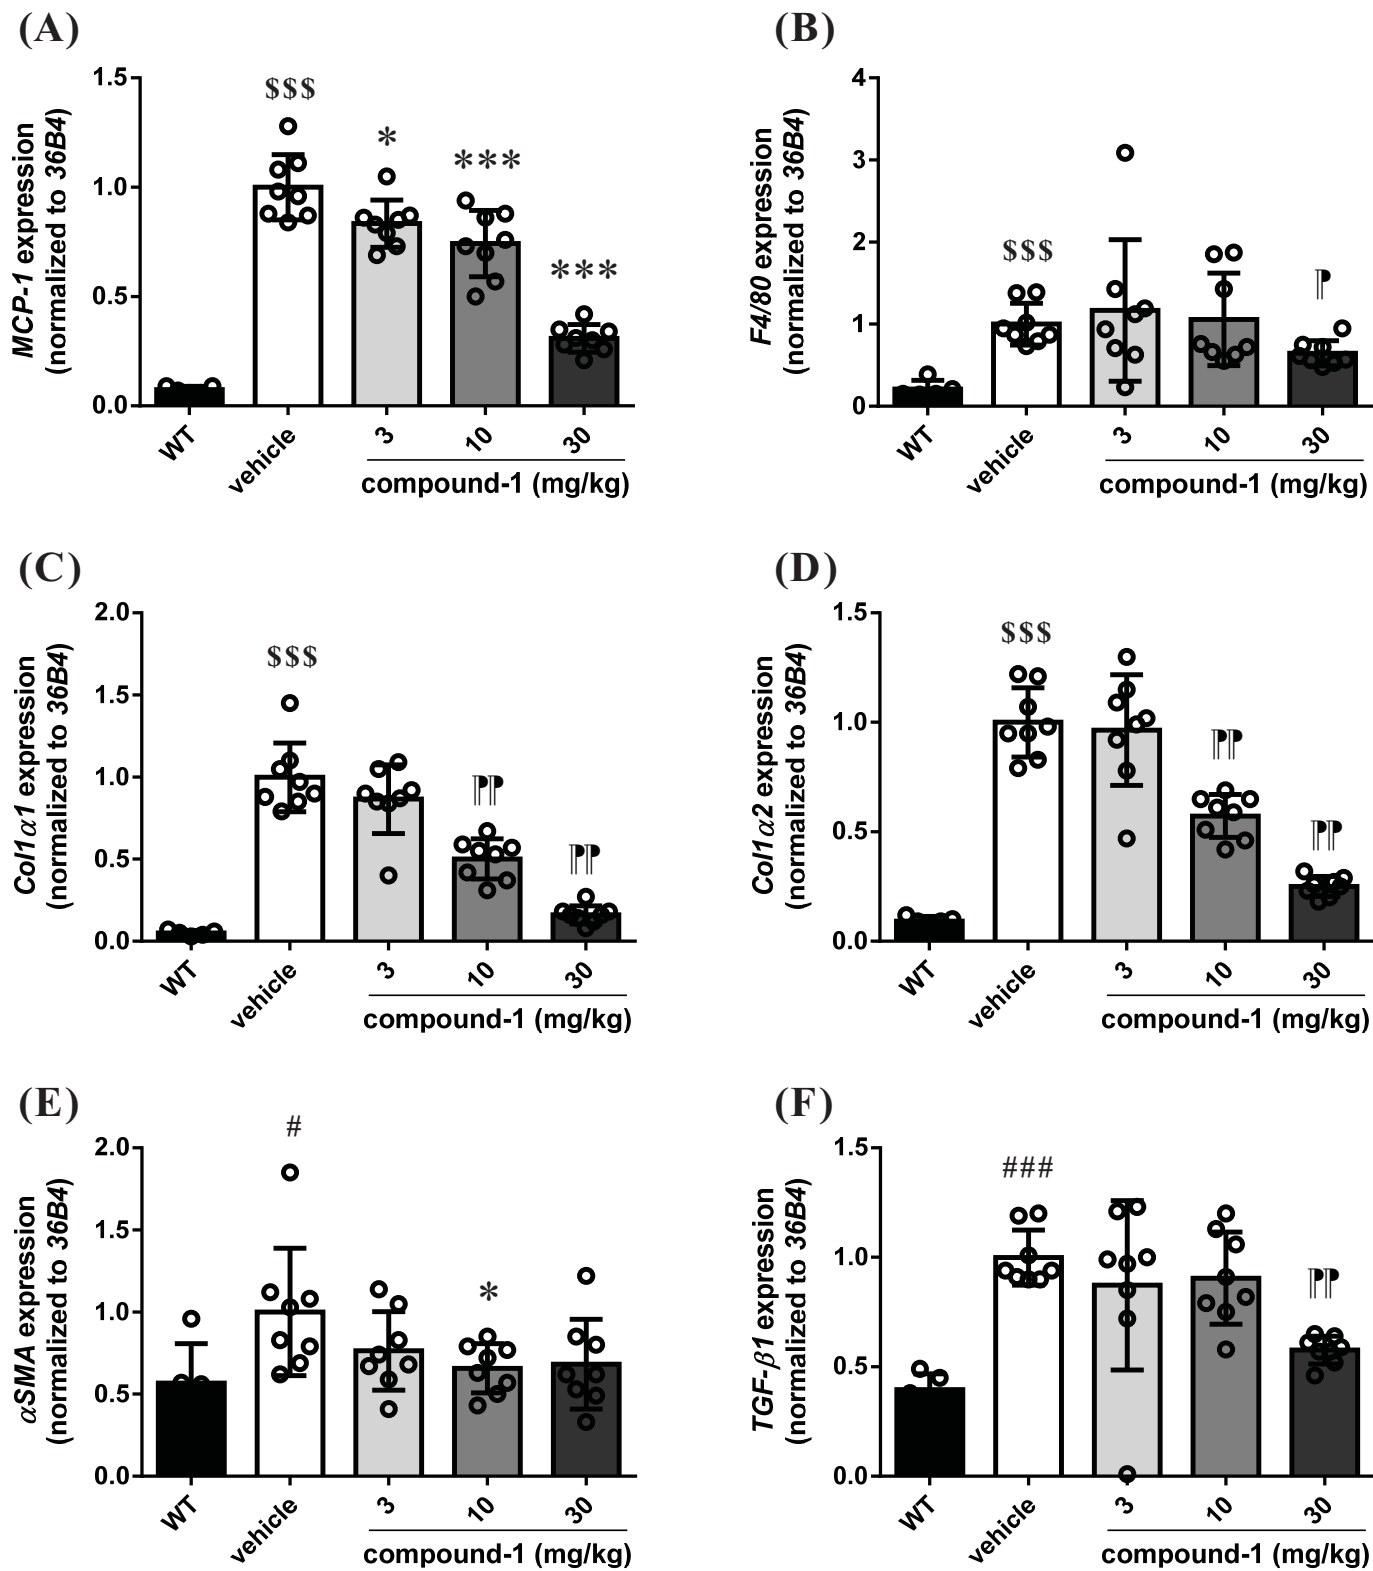 (A)
MCP-1 expression
(normalized to 36B4)
1.5
1.0
0.5
0.0
$$$
*
***
***
WT
vehicle
3
10
30
compound-1 (mg/kg)
(B)
F4/80 expression
(normalized to 36B4)
4
3
2
1
0
$$$
⁋
WT
vehicle
3
10
30
compound-1 (mg/kg)
(C)
Col1α1 expression
(normalized to 36B4)
2.0
1.5
1.0
0.5
0.0
$$$
⁋⁋
⁋⁋
WT
vehicle
3
10
30
compound-1 (mg/kg)
(D)
Col1α2 expression
(normalized to 36B4)
1.5
1.0
0.5
0.0
$$$
⁋⁋
⁋⁋
WT
vehicle
3
10
30
compound-1 (mg/kg)
(E)
αSMA expression
(normalized to 36B4)
2.0
1.5
1.0
0.5
0.0
#
*
WT
vehicle
3
10
30
compound-1 (mg/kg)
(F)
TGF-β1 expression
(normalized to 36B4)
1.5
1.0
0.5
0.0
###
⁋⁋
WT
vehicle
3
10
30
compound-1 (mg/kg)